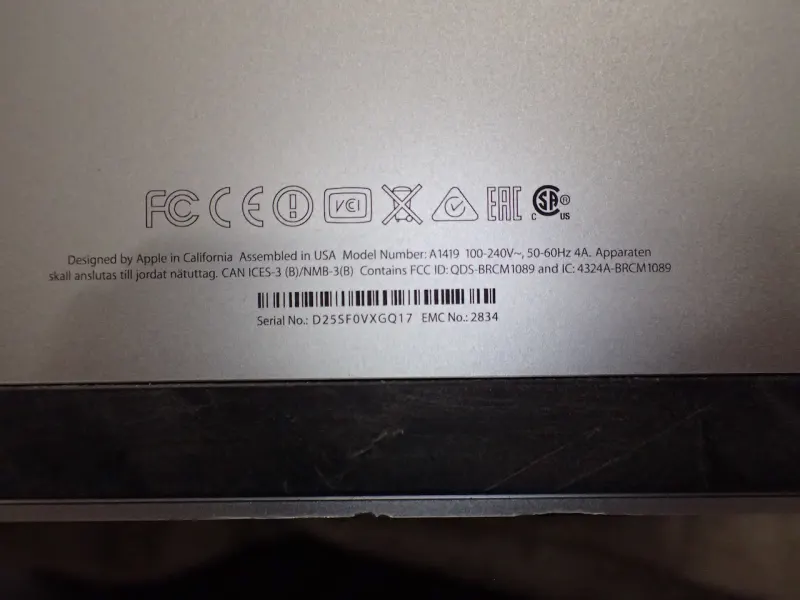 FC CE VCI EAC CSA® C US
Designed by Apple in California Assembled in USA Model Number: A1419 100-240V~, 50-60Hz 4A. Apparaten
skall anslutas till jordat nätuttag. CAN ICES-3 (B)/NMB-3(B) Contains FCC ID: QDS-BRCM1089 and IC: 4324A-BRCM1089
Serial No.: D25SF0VXGQ17 EMC No.: 2834